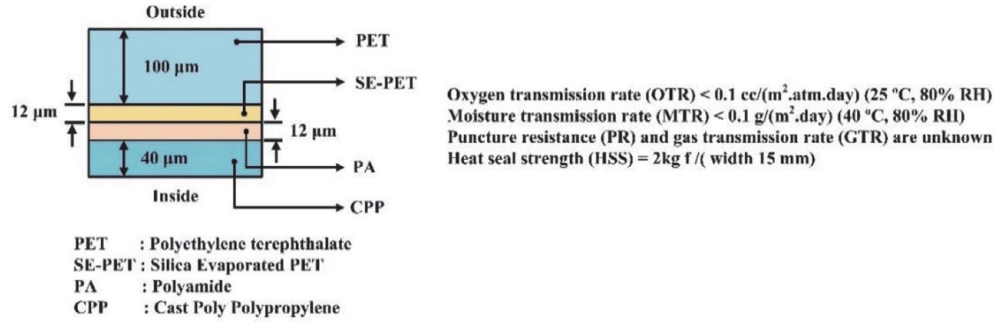 Outside
PET
100 μm
SE-PET
12 μm
12 μm
40 μm
PA
Inside
CPP
Oxygen transmission rate (OTR) < 0.1 cc/(m².atm.day) (25 °C, 80% RH)
Moisture transmission rate (MTR) < 0.1 g/(m².day) (40 °C, 80% RH)
Puncture resistance (PR) and gas transmission rate (GTR) are unknown
Heat seal strength (HSS) = 2kg f /( width 15 mm)
PET : Polyethylene terephthalate
SE-PET : Silica Evaporated PET
PA : Polyamide
CPP : Cast Poly Polypropylene